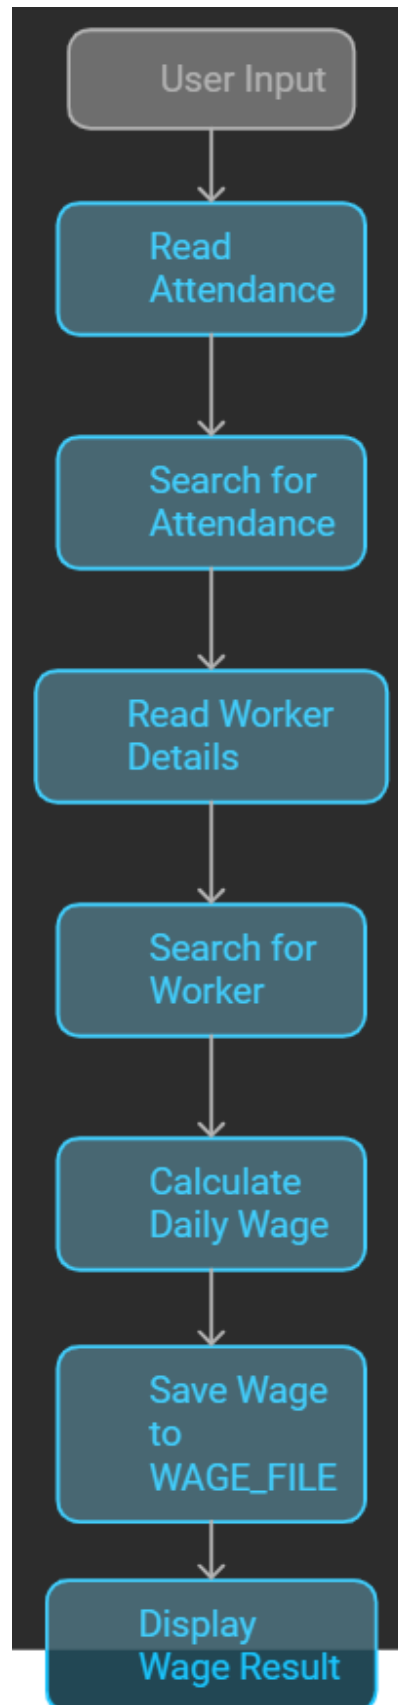 User Input
Read
Attendance
Search for
Attendance
Read Worker
Details
Search for
Worker
Calculate
Daily Wage
Save Wage
to
WAGE_FILE
Display
Wage Result